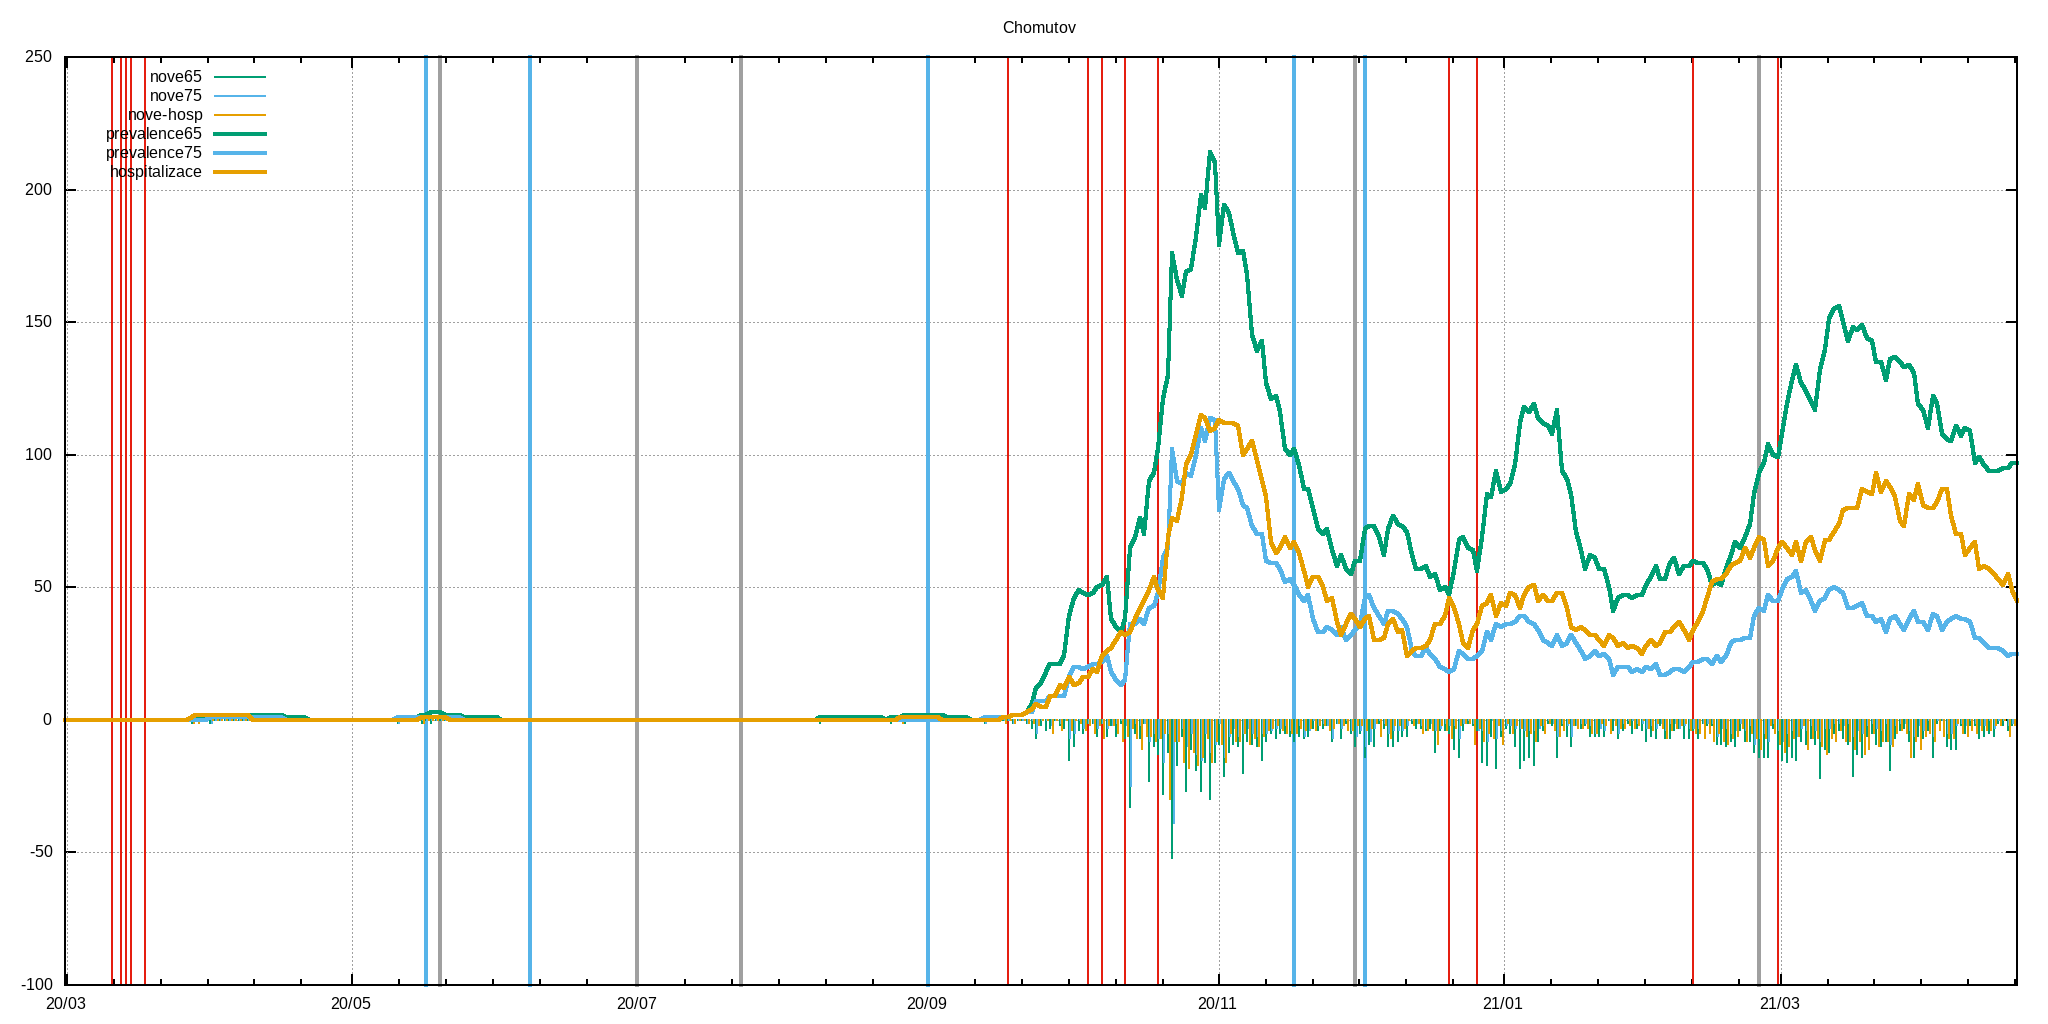 Chomutov
250
200
150
100
50
0
-50
-100
nove65
nove75
nove-hosp
prevalence65
prevalence75
hospitalizace
20/03 20/05 20/07 20/09 20/11 21/01 21/03